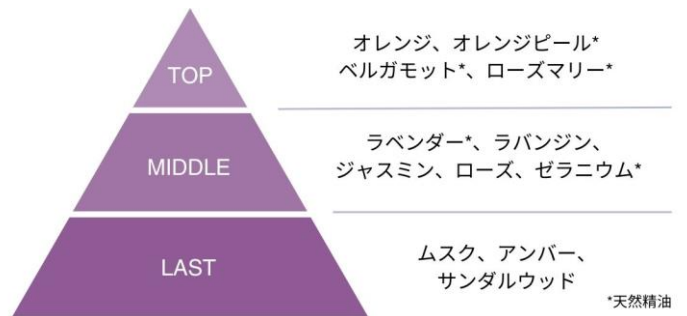 TOP
オレンジ、オレンジピール*
ベルガモット*、ローズマリー*
MIDDLE
ラベンダー*、ラバンジン、
ジャスミン、ローズ、ゼラニウム*
LAST
ムスク、アンバー、
サンダルウッド
*天然精油